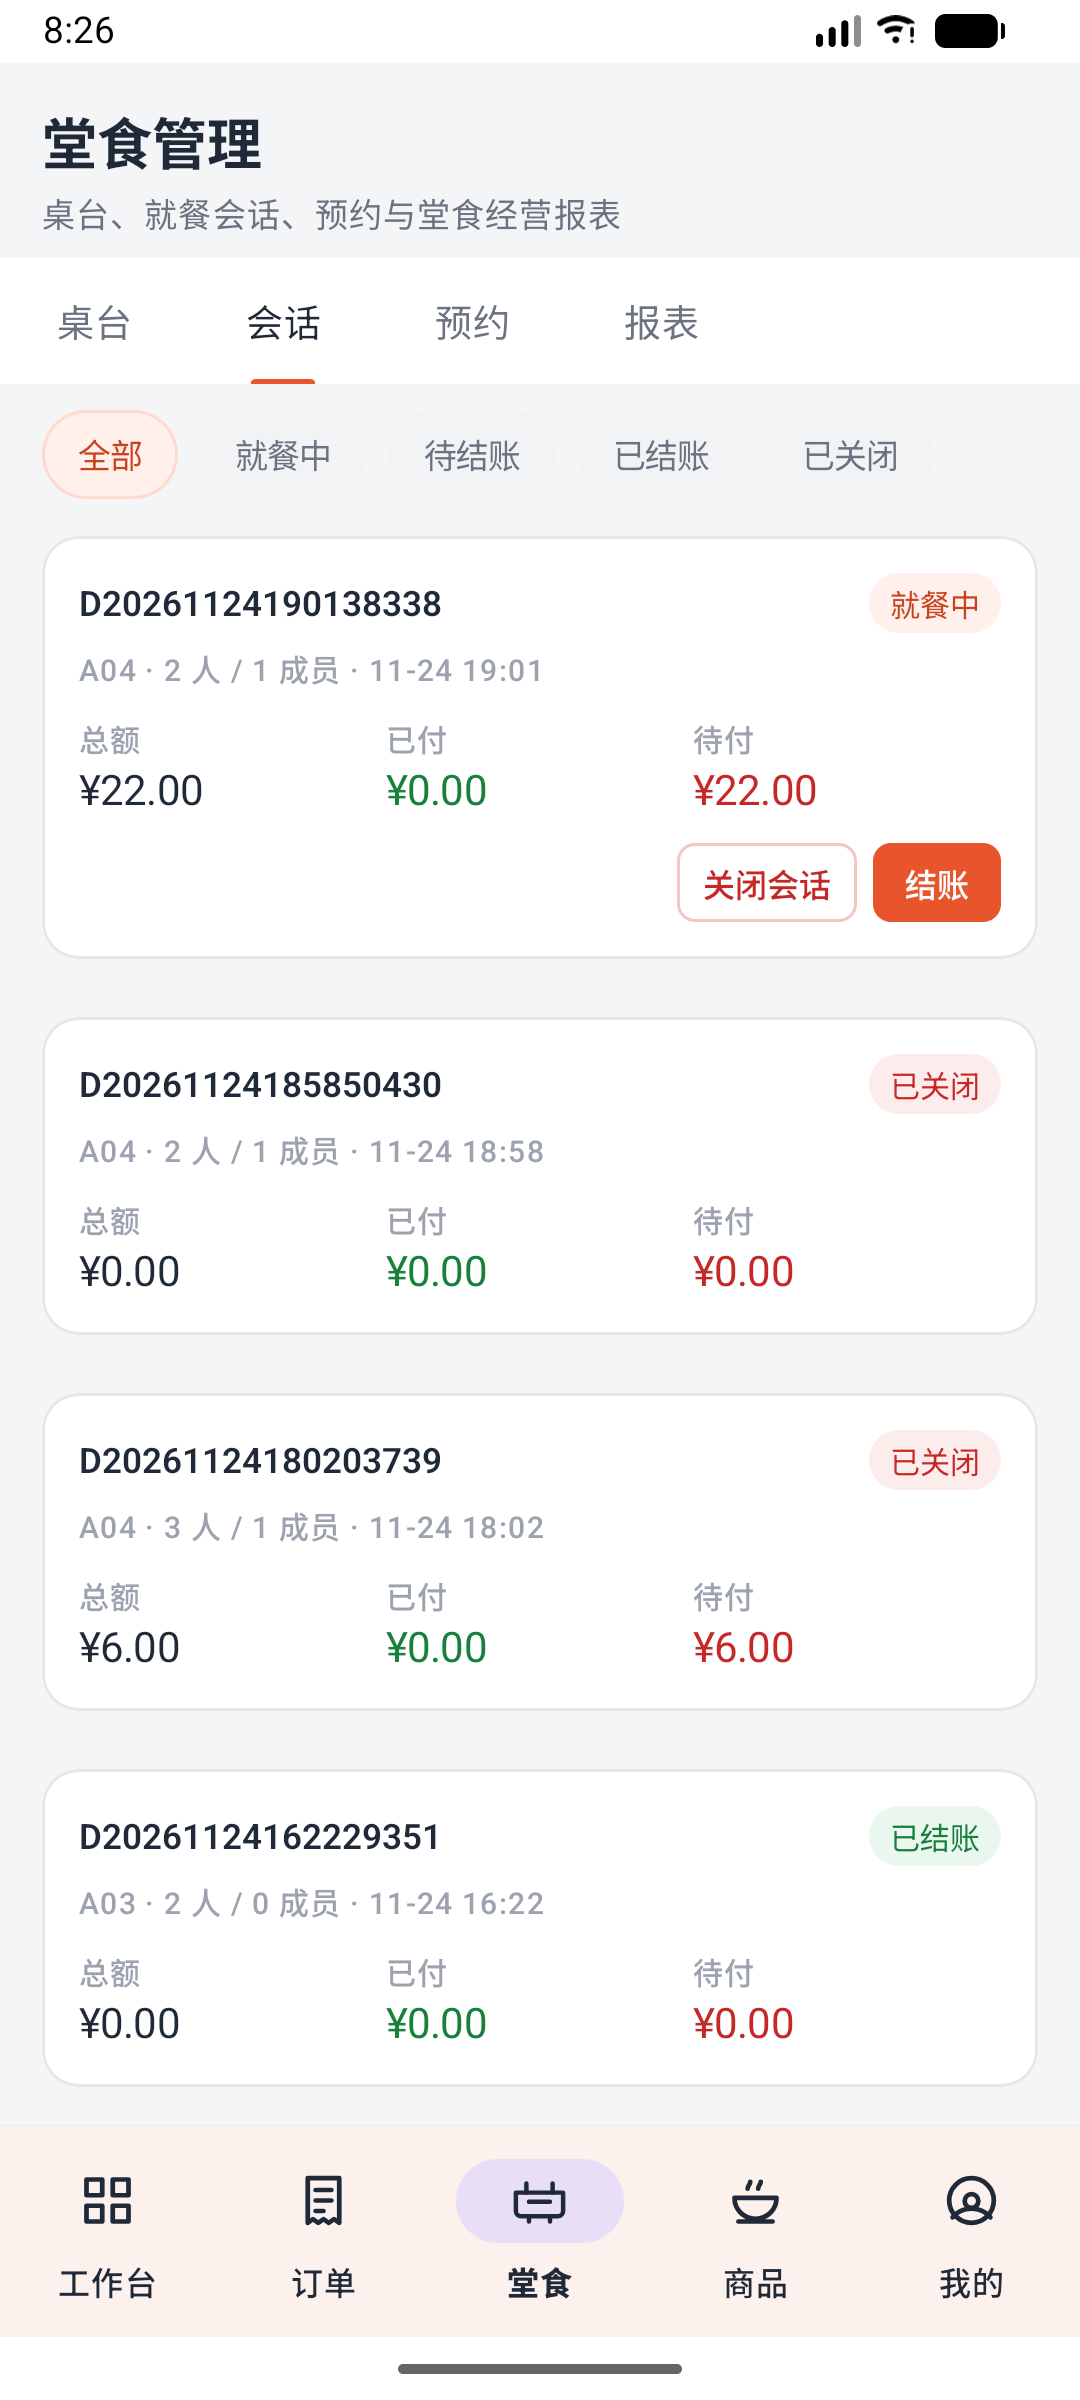 8:26
堂食管理
桌台、就餐会话、预约与堂食经营报表
桌台 会话 预约 报表
全部 就餐中 待结账 已结账 已关闭
D20261124190138338 就餐中
A04 · 2 人 / 1 成员 · 11-24 19:01
总额 已付 待付
¥22.00 ¥0.00 ¥22.00
关闭会话 结账
D20261124185850430 已关闭
A04 · 2 人 / 1 成员 · 11-24 18:58
总额 已付 待付
¥0.00 ¥0.00 ¥0.00
D20261124180203739 已关闭
A04 · 3 人 / 1 成员 · 11-24 18:02
总额 已付 待付
¥6.00 ¥0.00 ¥6.00
D20261124162229351 已结账
A03 · 2 人 / 0 成员 · 11-24 16:22
总额 已付 待付
¥0.00 ¥0.00 ¥0.00
工作台 订单 堂食 商品 我的